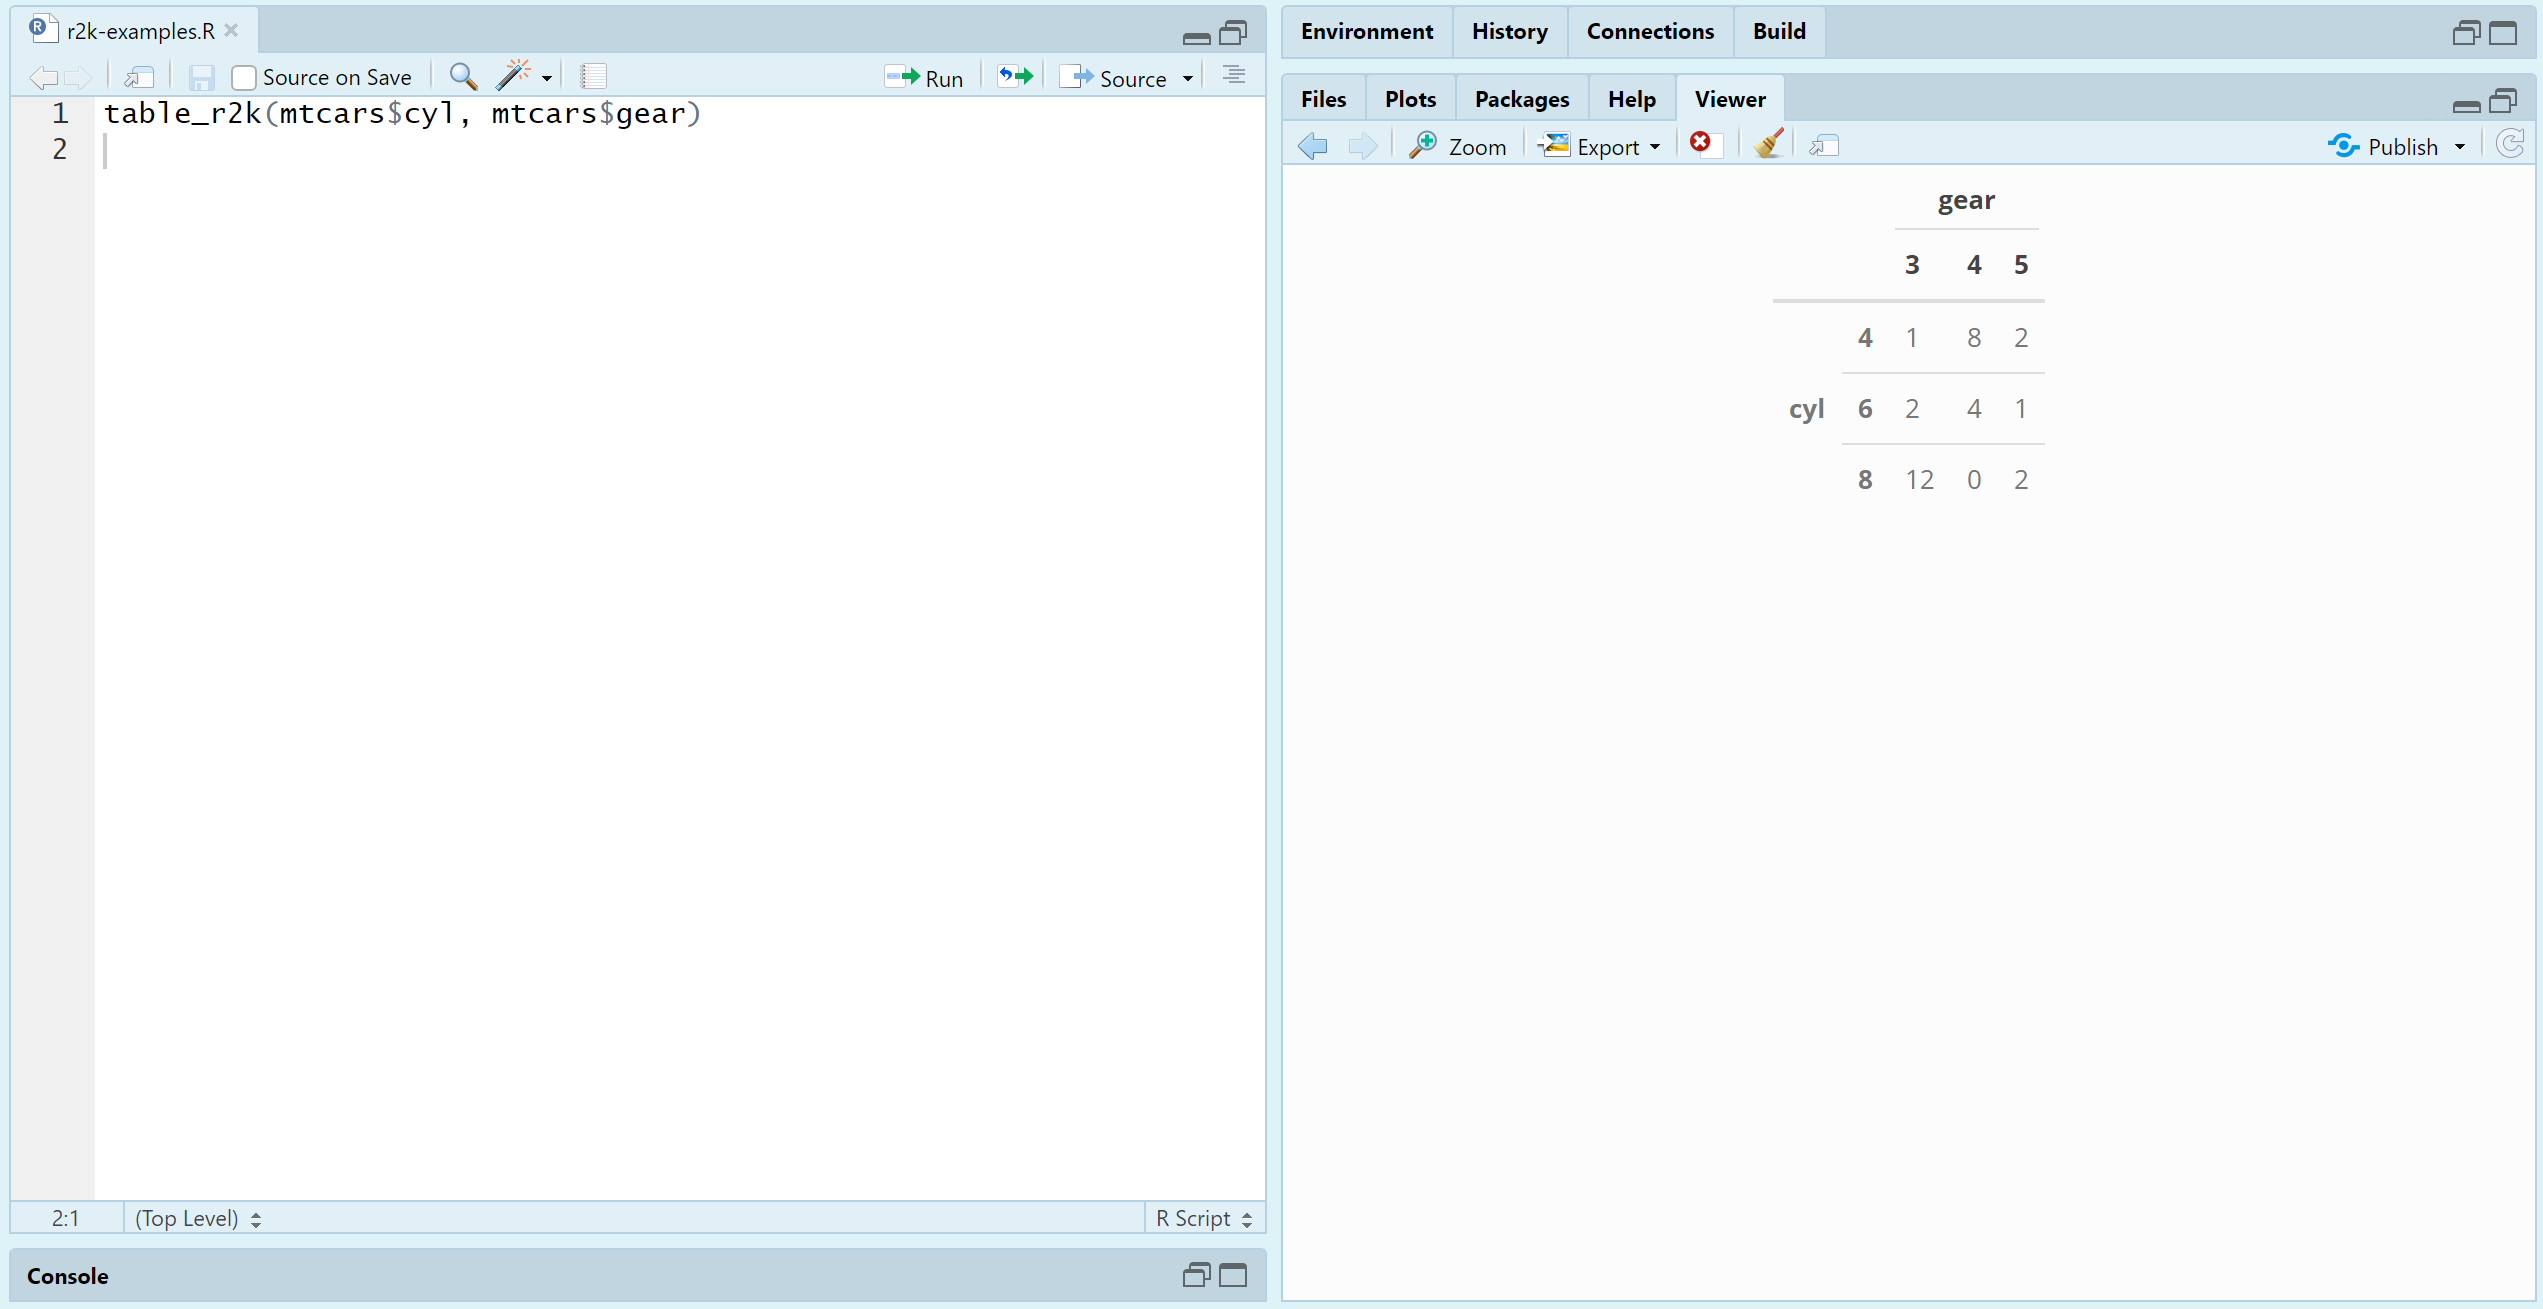 r2k-examples.R
Source on Save
Run
Source
1 table_r2k(mtcars$cyl, mtcars$gear)
2
2:1
(Top Level)
R Script
Console
Environment
History
Connections
Build
Files
Plots
Packages
Help
Viewer
Zoom
Export
Publish
gear
3 4 5
4 1 8 2
cyl 6 2 4 1
8 12 0 2